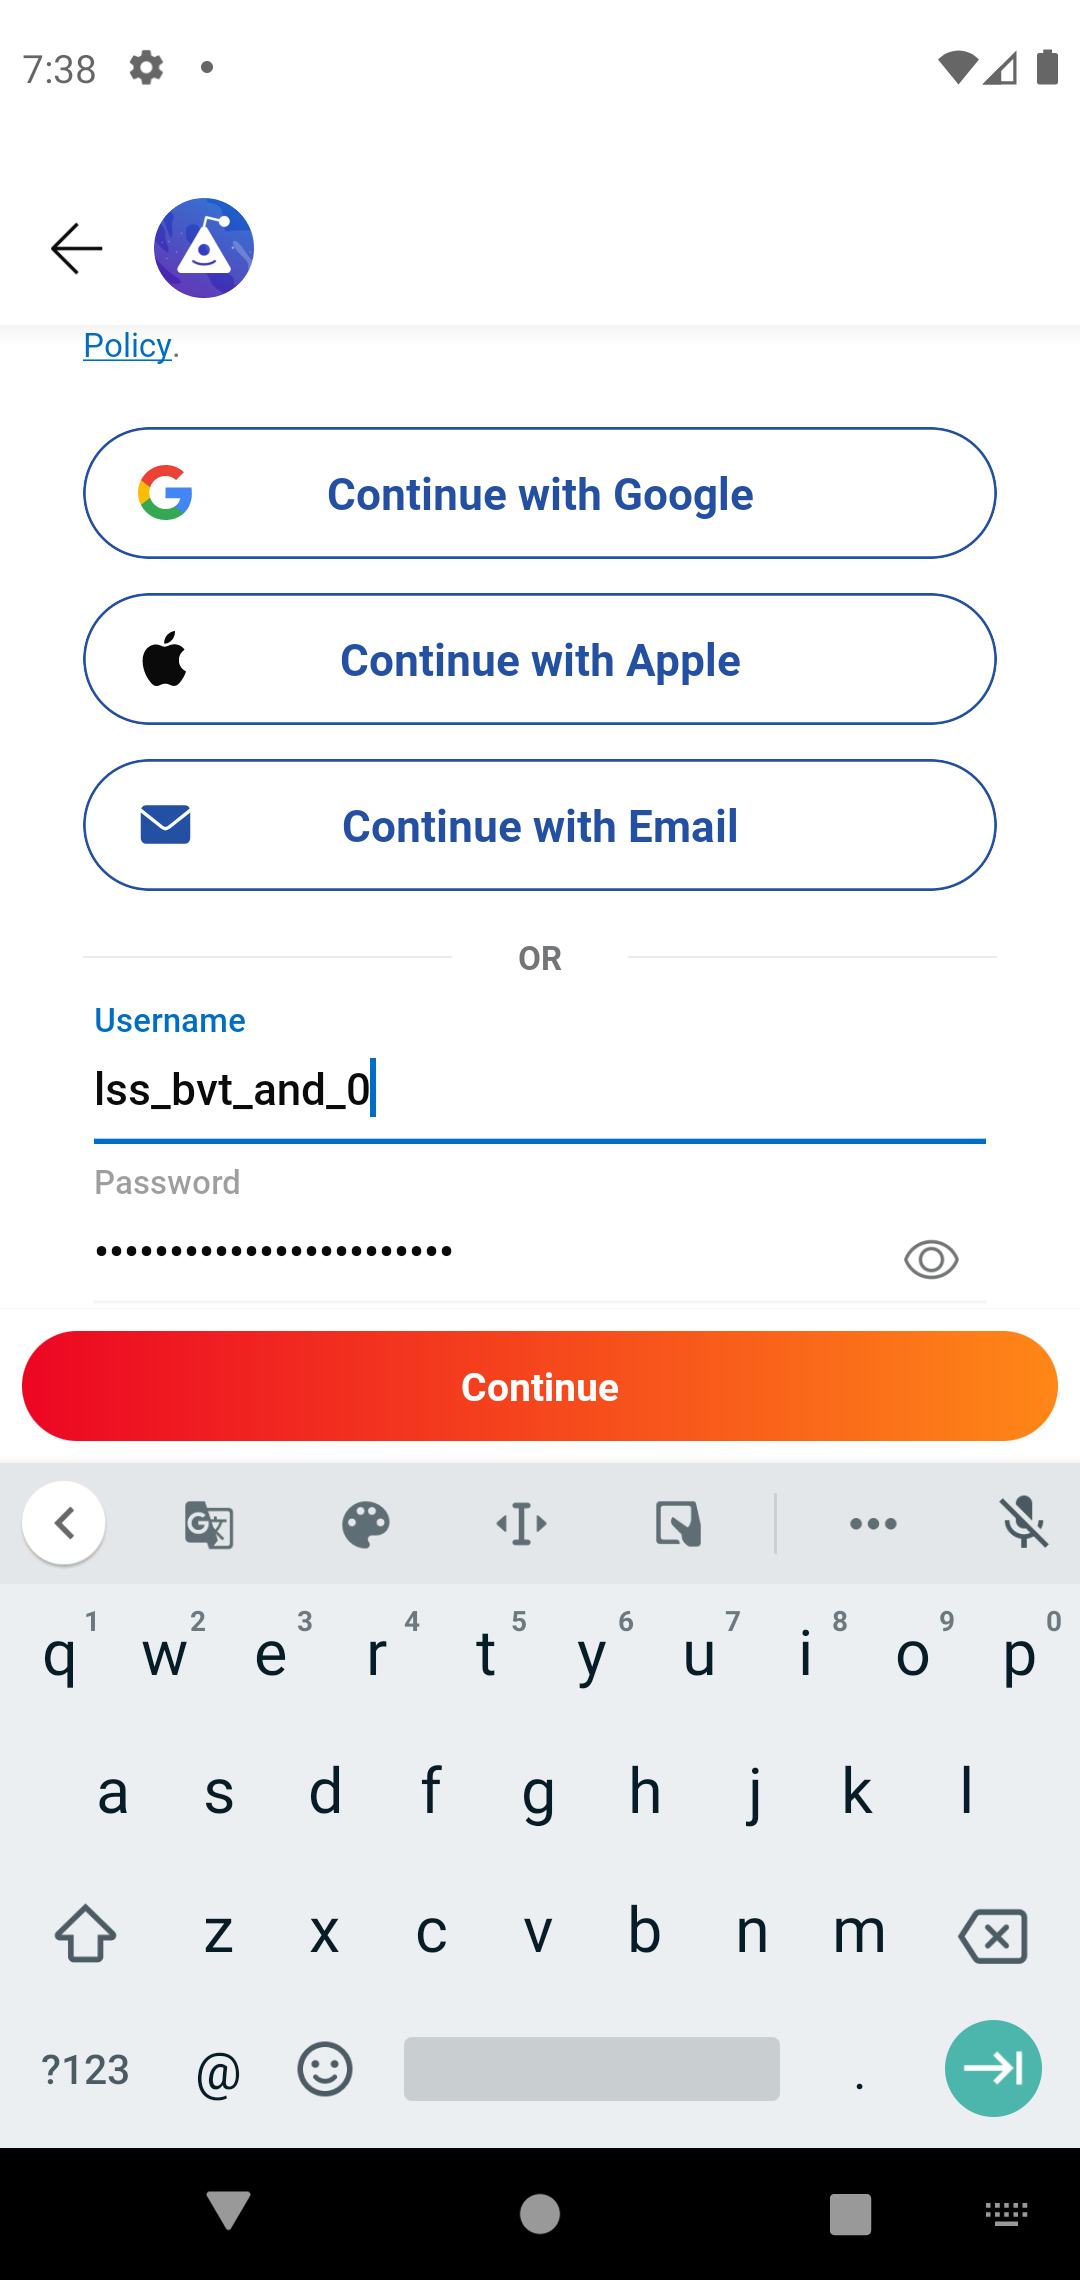 7:38
Policy.
Continue with Google
Continue with Apple
Continue with Email
OR
Username
lss_bvt_and_0
Password
••••••••••••••••••••••••
Continue
1 2 3 4 5 6 7 8 9 0
q w e r t y u i o p
a s d f g h j k l
z x c v b n m
?123 @ .